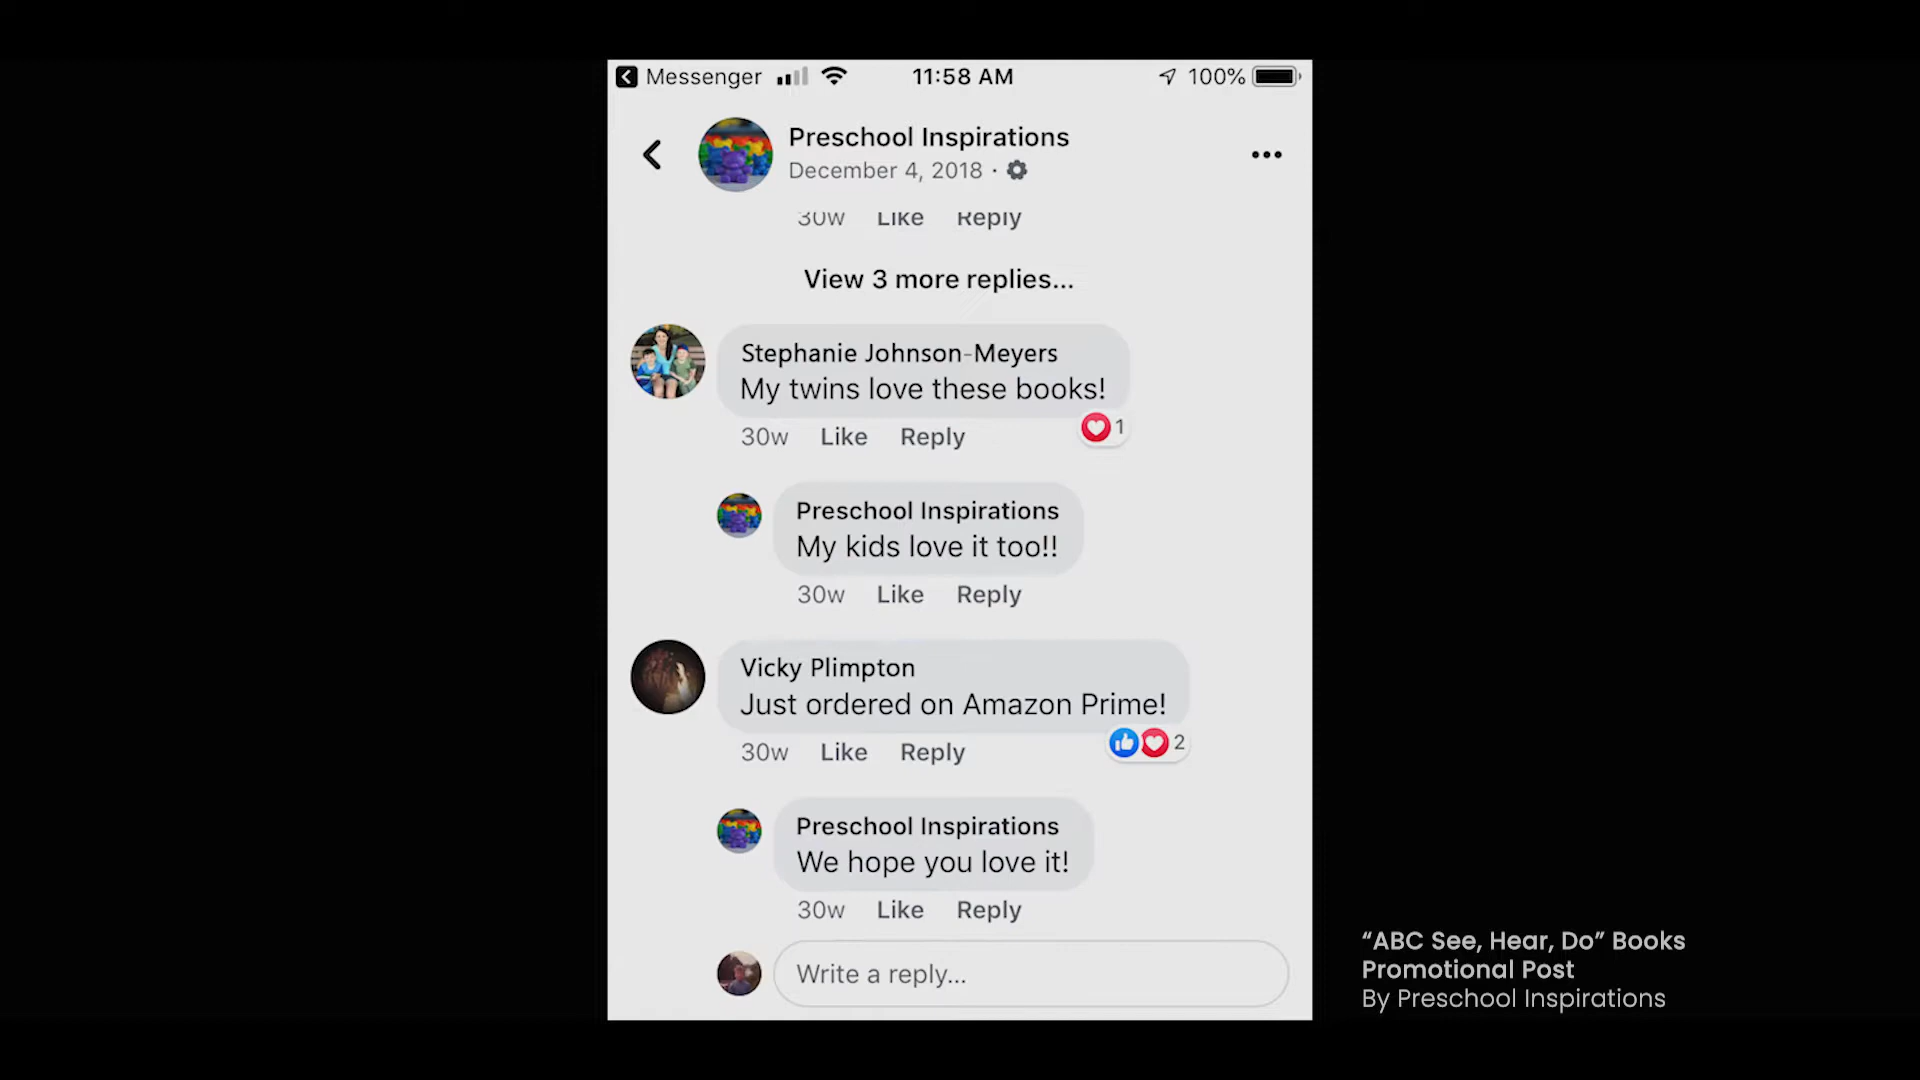 Messenger
11:58 AM
100%
Preschool Inspirations
December 4, 2018 ·
30w Like Reply
View 3 more replies...
Stephanie Johnson-Meyers
My twins love these books!
30w Like Reply
1
Preschool Inspirations
My kids love it too!!
30w Like Reply
Vicky Plimpton
Just ordered on Amazon Prime!
30w Like Reply
2
Preschool Inspirations
We hope you love it!
30w Like Reply
Write a reply...
“ABC See, Hear, Do” Books
Promotional Post
By Preschool Inspirations